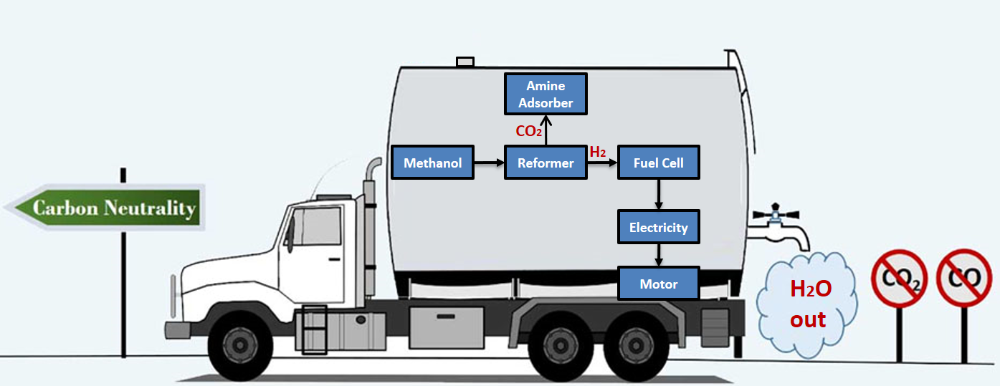 Amine
Adsorber
CO₂
Methanol
Reformer
H₂
Fuel Cell
Carbon Neutrality
Electricity
Motor
H₂O
out
CO₂
CO